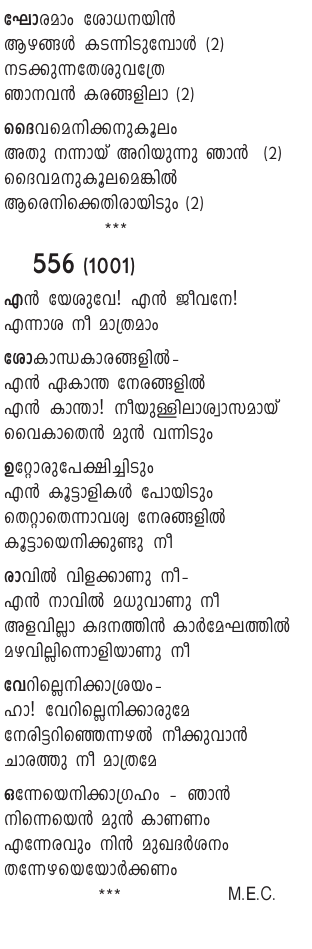 ഘോരമാം ശോധനയിൻ
ആഴങ്ങൾ കടന്നിടുമ്പോൾ (2)
നടക്കുന്നതേശുവത്രേ
ഞാനവൻ കരങ്ങളിലാ (2)
ദൈവമെനിക്കനുകൂലം
അതു നന്നായ് അറിയുന്നു ഞാൻ (2)
ദൈവമനുകൂലമെങ്കിൽ
ആരെനിക്കെതിരായിടും (2)
***
556 (1001)
എൻ യേശുവേ! എൻ ജീവനേ!
എന്നാശ നീ മാത്രമാം
ശോകാന്ധകാരങ്ങളിൽ-
എൻ ഏകാന്ത നേരങ്ങളിൽ
എൻ കാന്താ! നീയുള്ളിലാശ്വാസമായ്
വൈകാതെൻ മുൻ വന്നിടും
ഉറ്റോരുപേക്ഷിച്ചിടും
എൻ കൂട്ടാളികൾ പോയിടും
തെറ്റാതെന്നാവശ്യ നേരങ്ങളിൽ
കൂട്ടായെനിക്കുണ്ടു നീ
രാവിൽ വിളക്കാണു നീ-
എൻ നാവിൽ മധുവാണു നീ
അളവില്ലാ കദനത്തിൻ കാർമേഘത്തിൽ
മഴവില്ലിന്നൊളിയാണു നീ
വേറില്ലെനിക്കാശ്രയം-
ഹാ! വേറില്ലെനിക്കാരുമേ
നേരിട്ടറിഞ്ഞെന്നഴൽ നീക്കുവാൻ
ചാരത്തു നീ മാത്രമേ
ഒന്നേയെനിക്കാഗ്രഹം - ഞാൻ
നിന്നെയെൻ മുൻ കാണണം
എന്നേരവും നിൻ മുഖദർശനം
തന്നേഴയെയോർക്കണം
*** M.E.C.